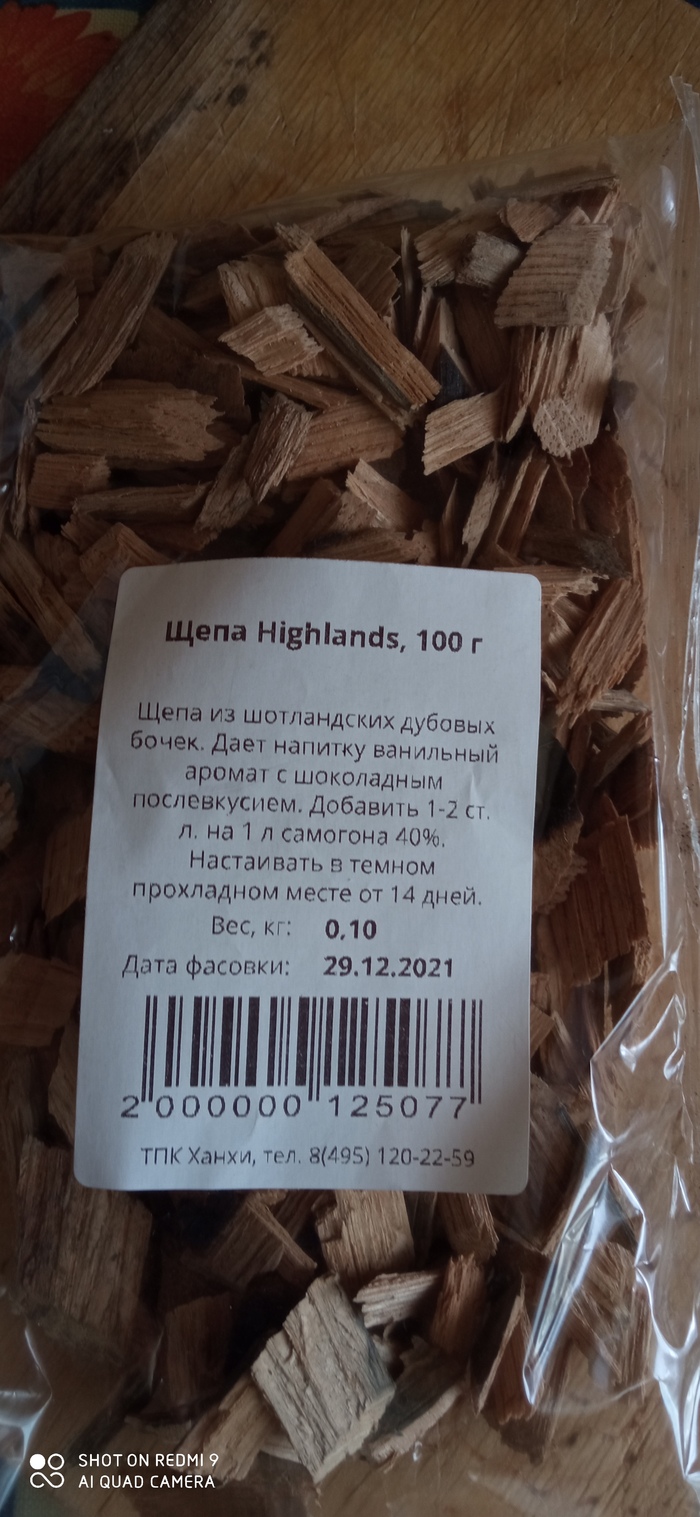 Щепа Highlands, 100 г
Щепа из шотландских дубовых
бочек. Дает напитку ванильный
аромат с шоколадным
послевкусием. Добавить 1-2 ст.
л. на 1 л самогона 40%.
Настаивать в темном
прохладном месте от 14 дней.
Вес, кг: 0,10
Дата фасовки: 29.12.2021
2 000000 125077
ТПК Ханхи, тел. 8(495) 120-22-59
SHOT ON REDMI 9
AI QUAD CAMERA